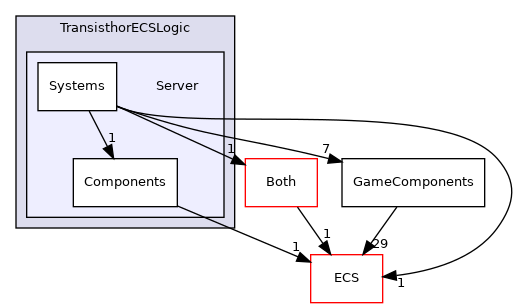 TransisthorECSLogic
Systems
Server
1
1
7
Components
Both
GameComponents
1
1
29
ECS
1